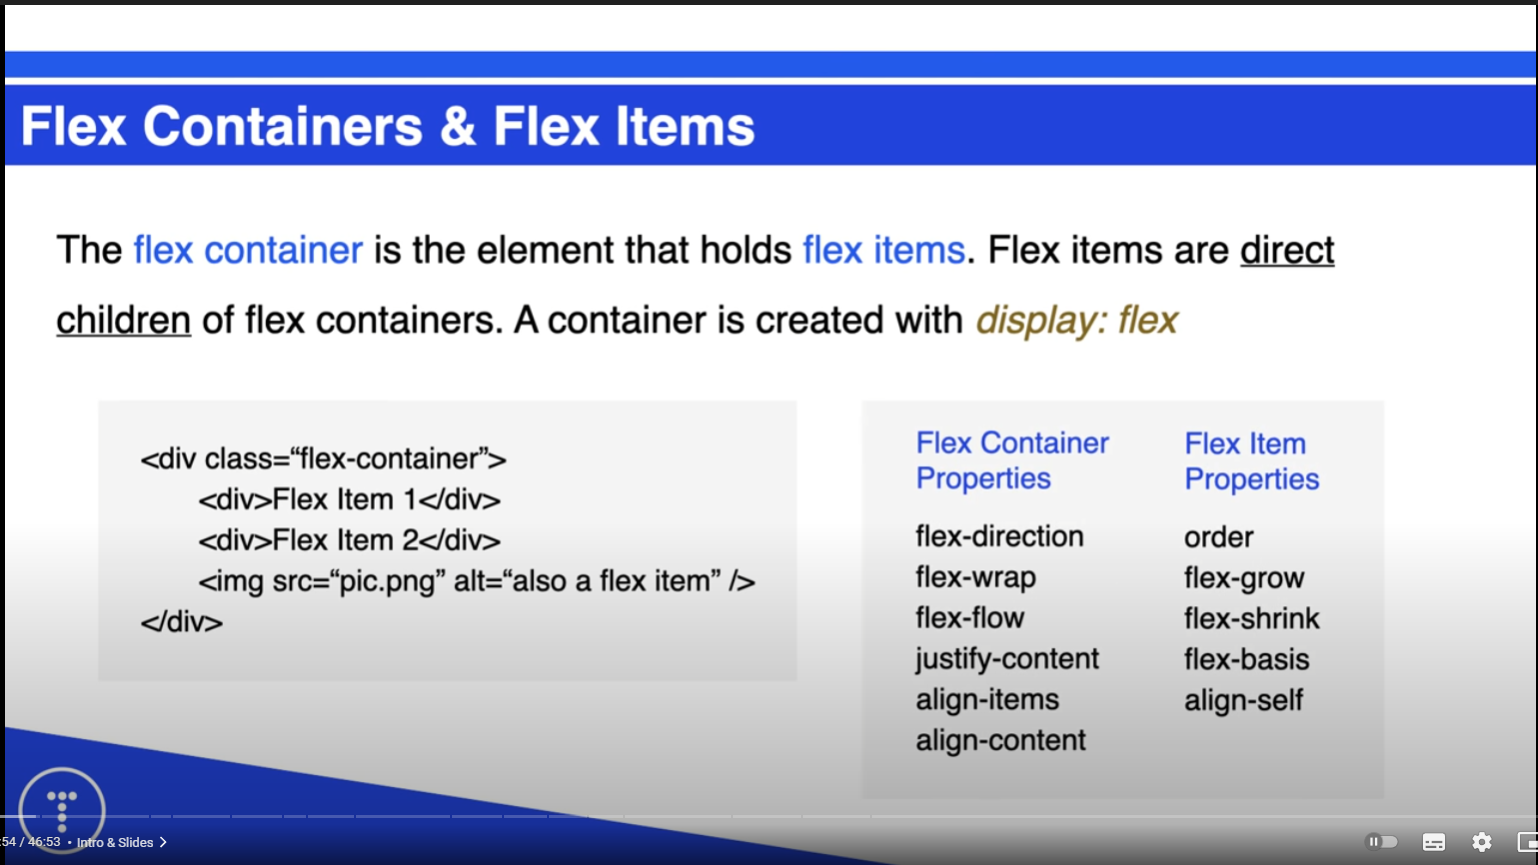 Flex Containers & Flex Items
The flex container is the element that holds flex items. Flex items are direct
children of flex containers. A container is created with display: flex
<div class=“flex-container”>
<div>Flex Item 1</div>
<div>Flex Item 2</div>
<img src=“pic.png” alt=“also a flex item” />
</div>
Flex Container
Properties
flex-direction
flex-wrap
flex-flow
justify-content
align-items
align-content
Flex Item
Properties
order
flex-grow
flex-shrink
flex-basis
align-self
:54 / 46:53 • Intro & Slides >